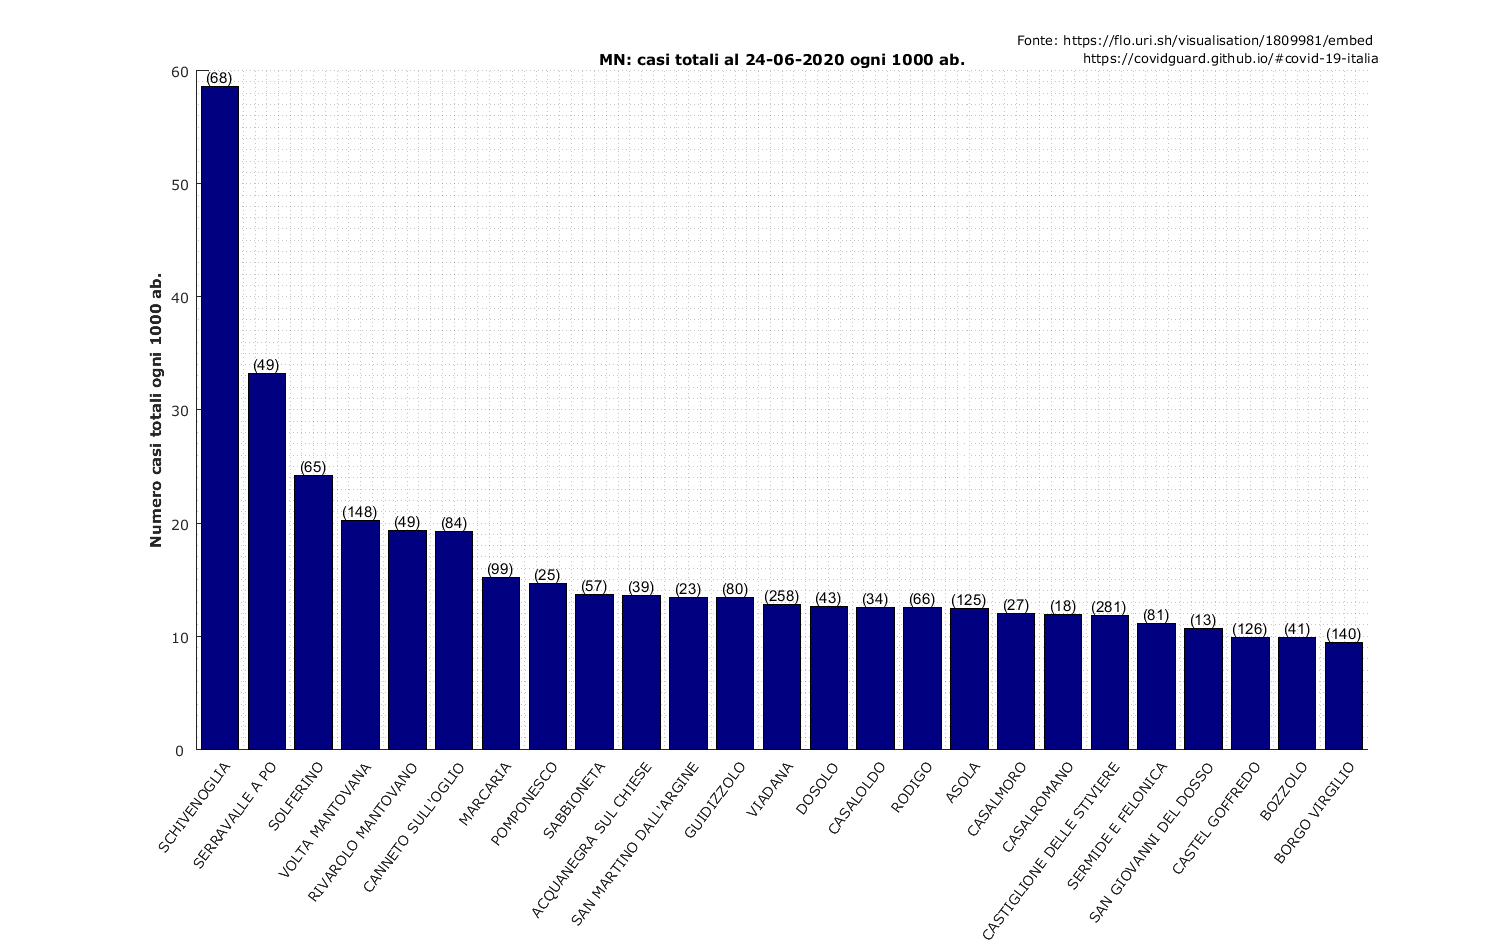 Fonte: https://flo.uri.sh/visualisation/1809981/embed
https://covidguard.github.io/#covid-19-italia
MN: casi totali al 24-06-2020 ogni 1000 ab.
Numero casi totali ogni 1000 ab.
60
50
40
30
20
10
0
(68)
(49)
(65)
(148)
(49)
(84)
(99)
(25)
(57)
(39)
(23)
(80)
(258)
(43)
(34)
(66)
(125)
(27)
(18)
(281)
(81)
(13)
(126)
(41)
(140)
SCHIVENOGLIA
SERRAVALLE A PO
SOLFERINO
VOLTA MANTOVANA
RIVAROLO MANTOVANO
CANNETO SULL'OGLIO
MARCARIA
POMPONESCO
SABBIONETA
ACQUANEGRA SUL CHIESE
SAN MARTINO DALL'ARGINE
GUIDIZZOLO
VIADANA
DOSOLO
CASALOLDO
RODIGO
ASOLA
CASALMORO
CASALROMANO
CASTIGLIONE DELLE STIVIERE
SERMIDE E FELONICA
SAN GIOVANNI DEL DOSSO
CASTEL GOFFREDO
BOZZOLO
BORGO VIRGILIO